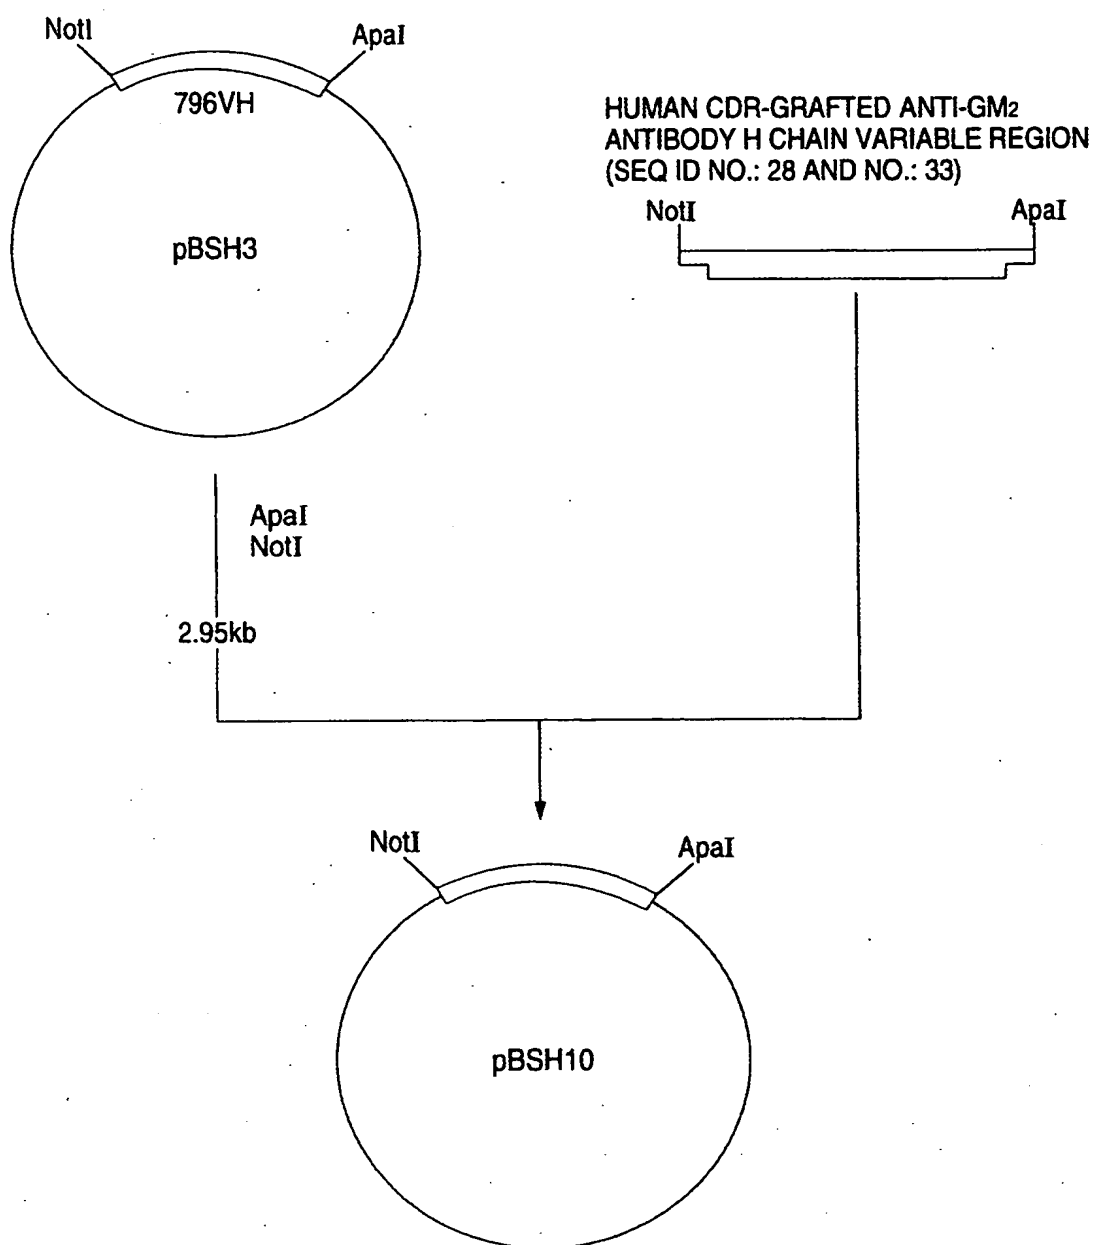 NotI
ApaI
796VH
pBSH3
HUMAN CDR-GRAFTED ANTI-GM2
ANTIBODY H CHAIN VARIABLE REGION
(SEQ ID NO.: 28 AND NO.: 33)
NotI
ApaI
ApaI
NotI
2.95kb
NotI
ApaI
pBSH10